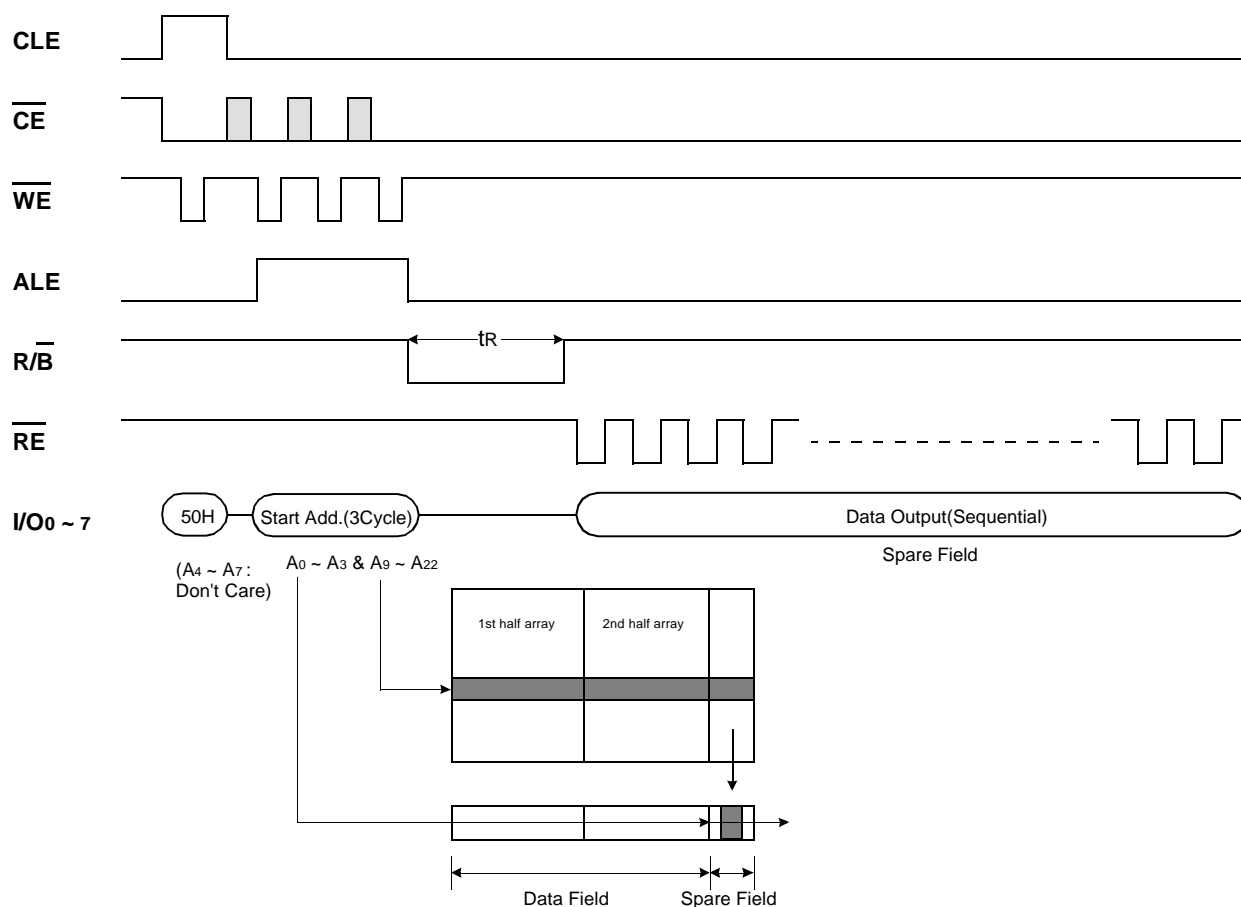 CLE
CE
WE
ALE
tR
R/B
RE
I/O0 ~ 7
50H
Start Add.(3Cycle)
Data Output(Sequential)
Spare Field
(A4 ~ A7 :
Don't Care)
A0 ~ A3 & A9 ~ A22
1st half array
2nd half array
Data Field
Spare Field